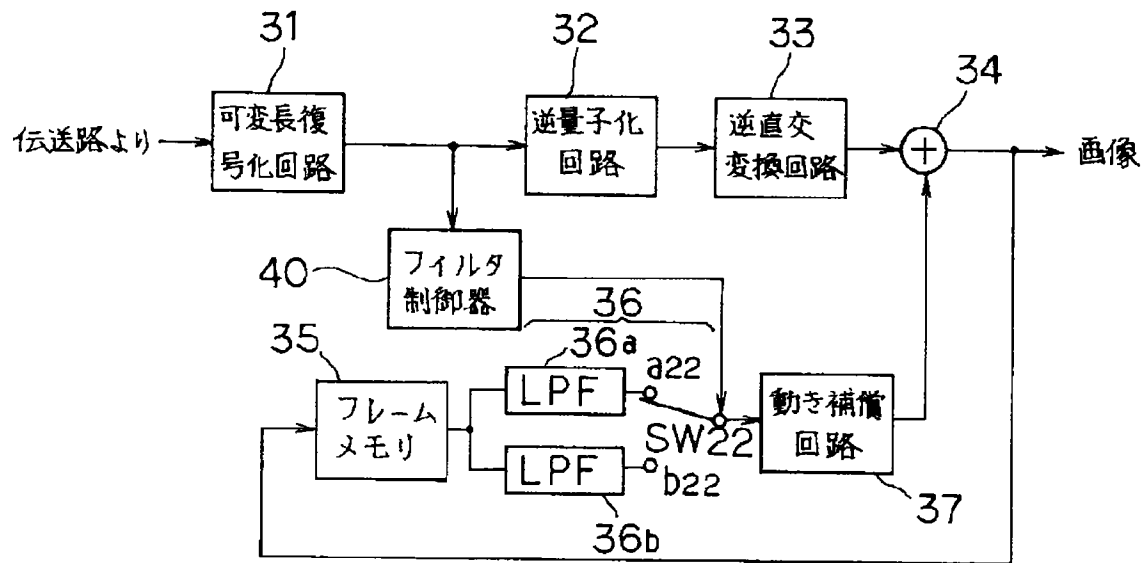 31
32
33
34
伝送路より
可変長復
号化回路
逆量子化
回路
逆直交
変換回路
+
画像
40
フィルタ
制御器
36
35
36a
a22
フレーム
メモリ
LPF
SW22
動き補償
回路
LPF
b22
36b
37